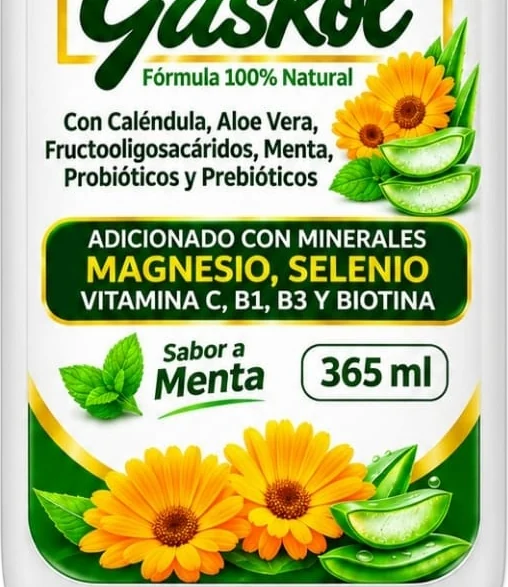 Gaskol
Fórmula 100% Natural
Con Caléndula, Aloe Vera,
Fructooligosacáridos, Menta,
Probióticos y Prebióticos
ADICIONADO CON MINERALES
MAGNESIO, SELENIO
VITAMINA C, B1, B3 Y BIOTINA
Sabor a
Menta
365 ml